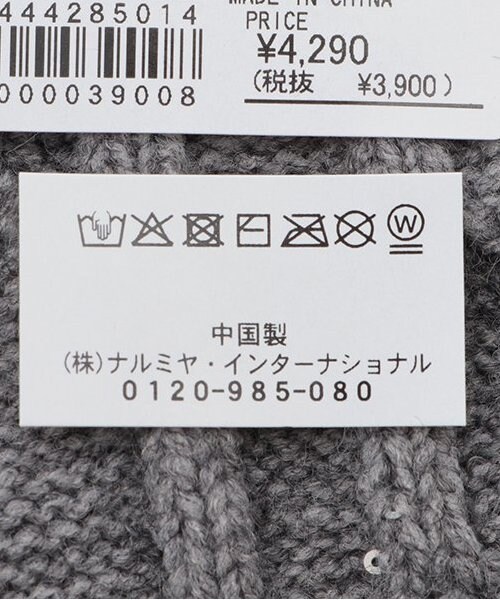 444285014
000039008
MADE IN CHINA
PRICE
¥4,290
(税抜 ¥3,900)
W
中国製
(株)ナルミヤ・インターナショナル
0120-985-080